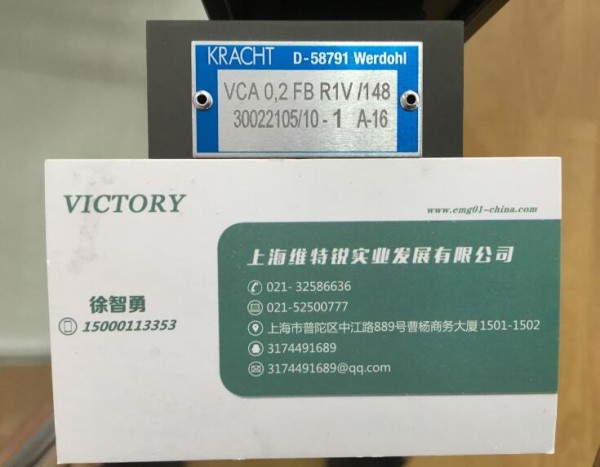 KRACHT D-58791 Werdohl
VCA 0,2 FB R1V /148
30022105/10 - 1 A-16
VICTORY
www.emg01-china.com
上海维特锐实业发展有限公司
021- 32586636
021-52500777
上海市普陀区中江路889号曹杨商务大厦1501-1502
3174491689
3174491689@qq.com
徐智勇
15000113353